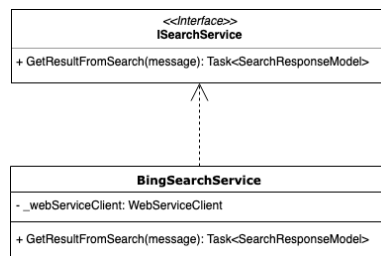 <<Interface>>
ISearchService
+ GetResultFromSearch(message): Task<SearchResponseModel>
BingSearchService
- _webServiceClient: WebServiceClient
+ GetResultFromSearch(message): Task<SearchResponseModel>